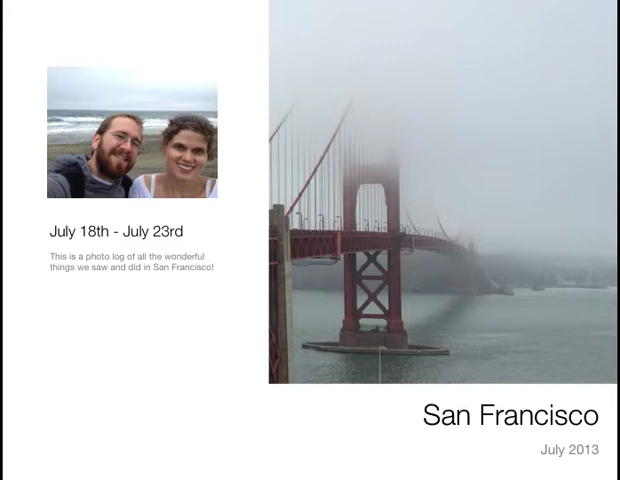 July 18th - July 23rd
This is a photo log of all the wonderful
things we saw and did in San Francisco!
San Francisco
July 2013